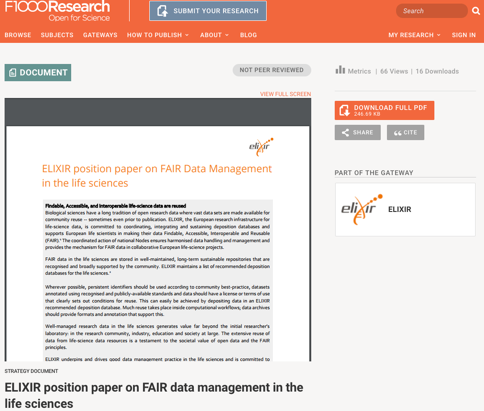 F1000Research
Open for Science
SUBMIT YOUR RESEARCH
Search
BROWSE SUBJECTS GATEWAYS HOW TO PUBLISH ABOUT BLOG MY RESEARCH SIGN IN
DOCUMENT
NOT PEER REVIEWED
VIEW FULL SCREEN
elixir
ELIXIR position paper on FAIR Data Management
in the life sciences
Findable, Accessible, and Interoperable life-science data are reused
Biological sciences have a long tradition of open research data where vast data sets are made available for
community reuse – sometimes even prior to publication. ELIXIR, the European research infrastructure for
life-science data, is committed to coordinating, integrating and sustaining deposition databases and
supports European life scientists in making their data Findable, Accessible, Interoperable and Reusable
(FAIR).¹ The coordinated action of national Nodes ensures harmonised data handling and management and
provides the mechanism for FAIR data in collaborative European life-science projects.
FAIR data in the life sciences are stored in well-maintained, long-term sustainable repositories that are
recognised and broadly supported by the community. ELIXIR maintains a list of recommended deposition
databases for the life sciences.²
Wherever possible, persistent identifiers should be used according to community best-practice, datasets
annotated using recognised and publicly-available standards and data should have a license or terms of use
that clearly sets out conditions for reuse. This can easily be achieved by depositing data in an ELIXIR
recommended deposition database. Much reuse takes place inside computational workflows; data archives
should provide formats and annotation that support this.
Well-managed research data in the life sciences generates value far beyond the initial researcher's
laboratory: in the research community, industry, education and society at large. The extensive reuse of
data from life-science data resources is a testament to the societal value of open data and the FAIR
principles.
ELIXIR underpins and drives good data management practice in the life sciences and is committed to
STRATEGY DOCUMENT
ELIXIR position paper on FAIR data management in the
life sciences
Metrics | 66 Views | 16 Downloads
DOWNLOAD FULL PDF
246.69 KB
SHARE
CITE
PART OF THE GATEWAY
elixir
ELIXIR